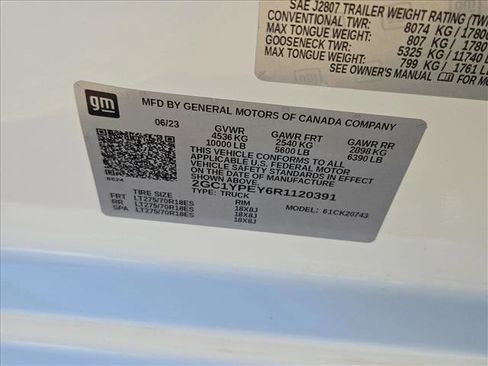 SAE J2807 TRAILER WEIGHT RATING (TW
CONVENTIONAL TWR: 8074 KG/1780
MAX TONGUE WEIGHT: 807 KG/1780
GOOSENECK TWR: 5325 KG/11740
MAX TONGUE WEIGHT: 799 KG/1761 LB
SEE OWNER'S MANUAL FOR MO
gm
MFD BY GENERAL MOTORS OF CANADA COMPANY
06/23 GVWR GAWR FRT GAWR RR
4536 KG 2540 KG 2898 KG
10000 LB 5600 LB 6390 LB
THIS VEHICLE CONFORMS TO ALL
APPLICABLE U.S. FEDERAL MOTOR
VEHICLE SAFETY STANDARDS IN
EFFECT ON THE DATE OF
MANUFACTURE SHOWN ABOVE.
2GC1YPEY6R1120391
TYPE: TRUCK MODEL: 61CK20743
TIRE SIZE RIM
FRT LT275/70R18ES 18X8J
RR LT275/70R18ES 18X8J
SPA LT275/70R18ES 18X8J